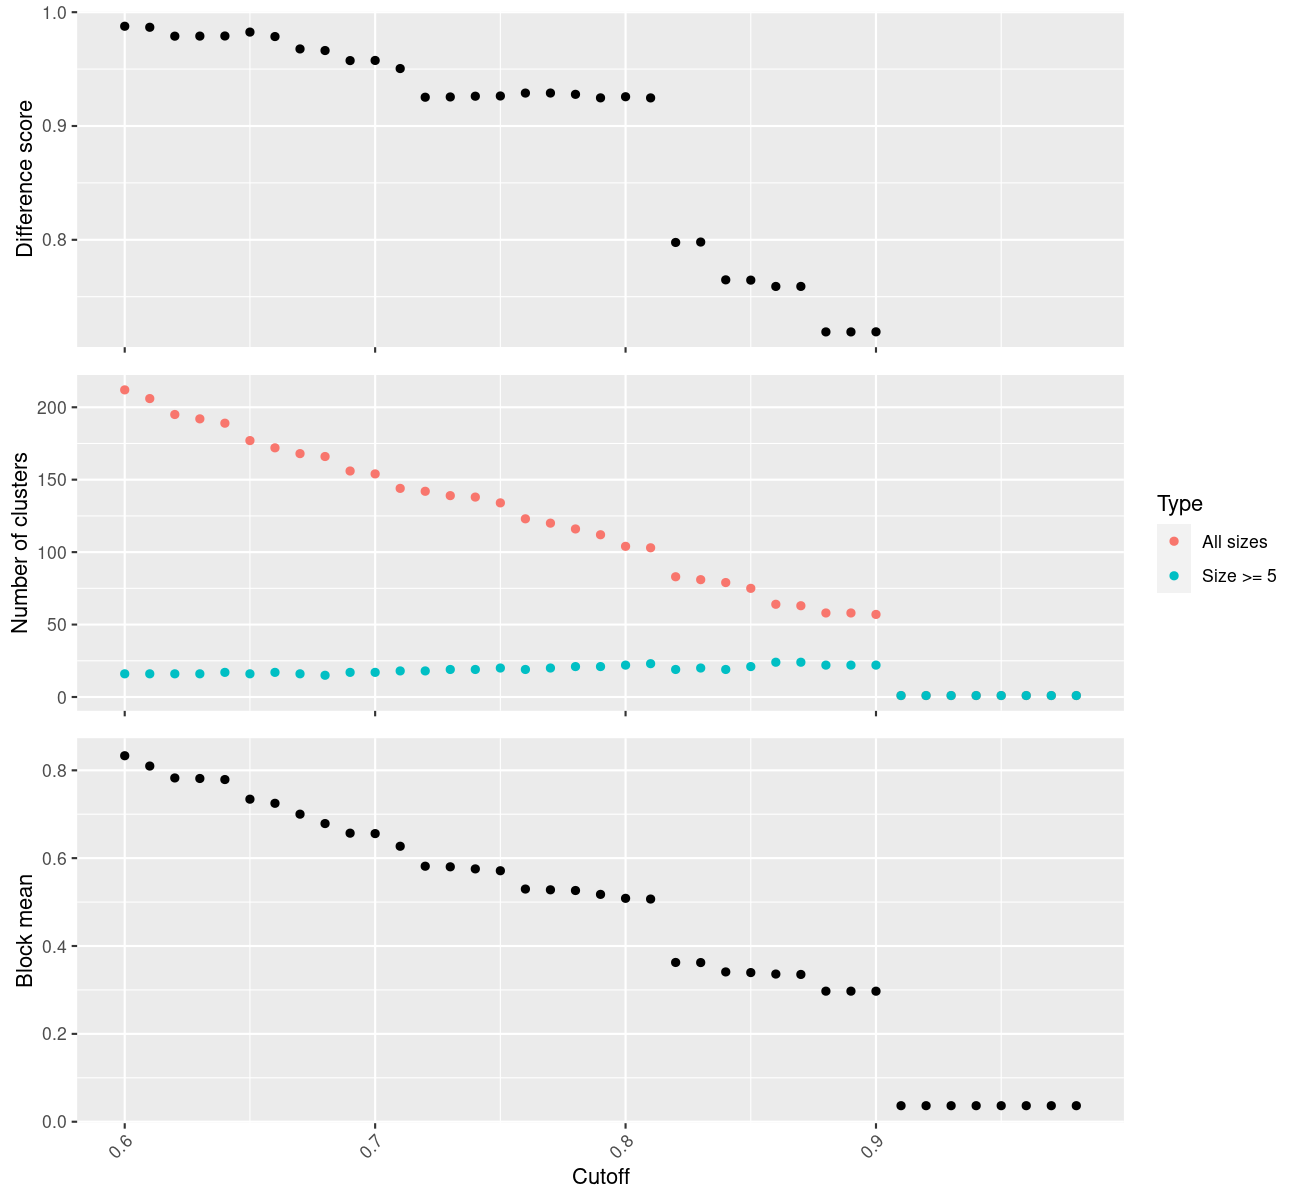 Difference score
1.0
0.9
0.8
Number of clusters
200
150
100
50
0
Type
All sizes
Size >= 5
Block mean
0.8
0.6
0.4
0.2
0.0
0.6 0.7 0.8 0.9
Cutoff